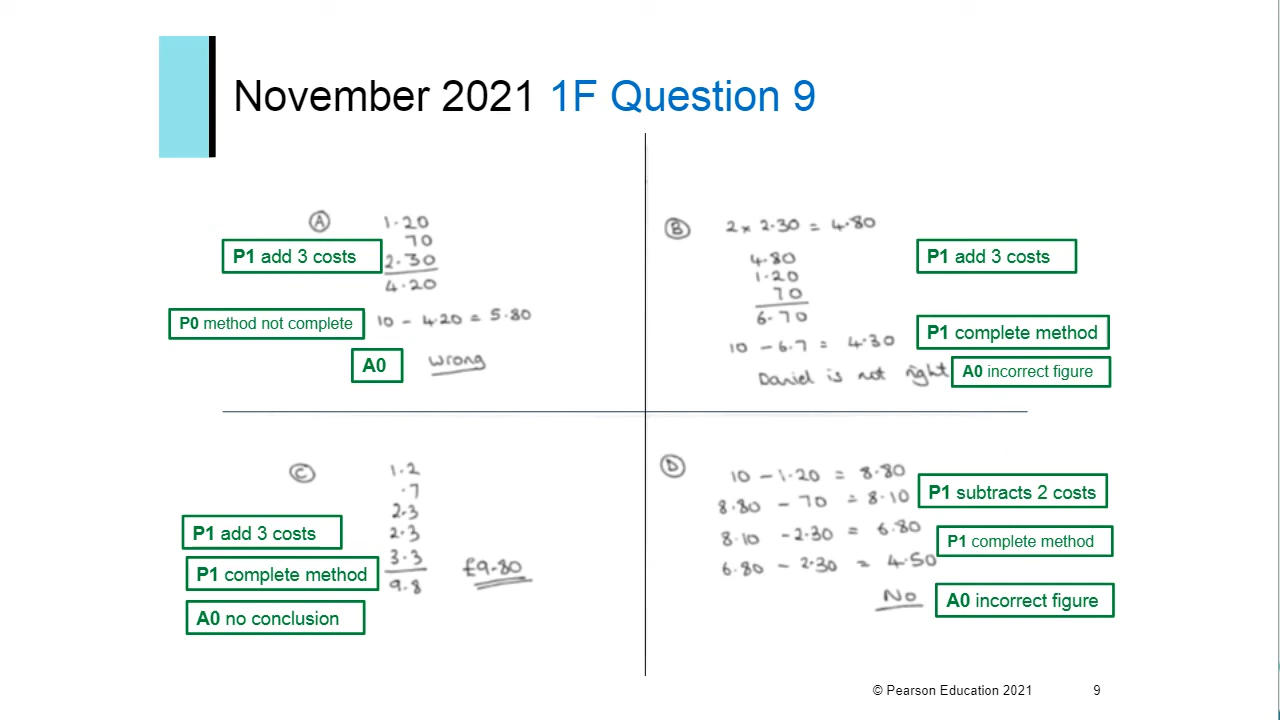 November 2021 1F Question 9
A
1.20
70
P1 add 3 costs
2.30
4.20
P0 method not complete
10 - 4.20 = 5.80
A0
wrong
B
2 x 2.30 = 4.80
4.80
P1 add 3 costs
1.20
70
6.70
P1 complete method
10 - 6.7 = 4.30
Daniel is not right
A0 incorrect figure
C
1.2
.7
2.3
P1 add 3 costs
2.3
3.3
P1 complete method
£9.80
9.8
A0 no conclusion
D
10 - 1.20 = 8.80
P1 subtracts 2 costs
8.80 - 70 = 8.10
8.10 - 2.30 = 6.80
P1 complete method
6.80 - 2.30 = 4.50
No
A0 incorrect figure
© Pearson Education 2021
9